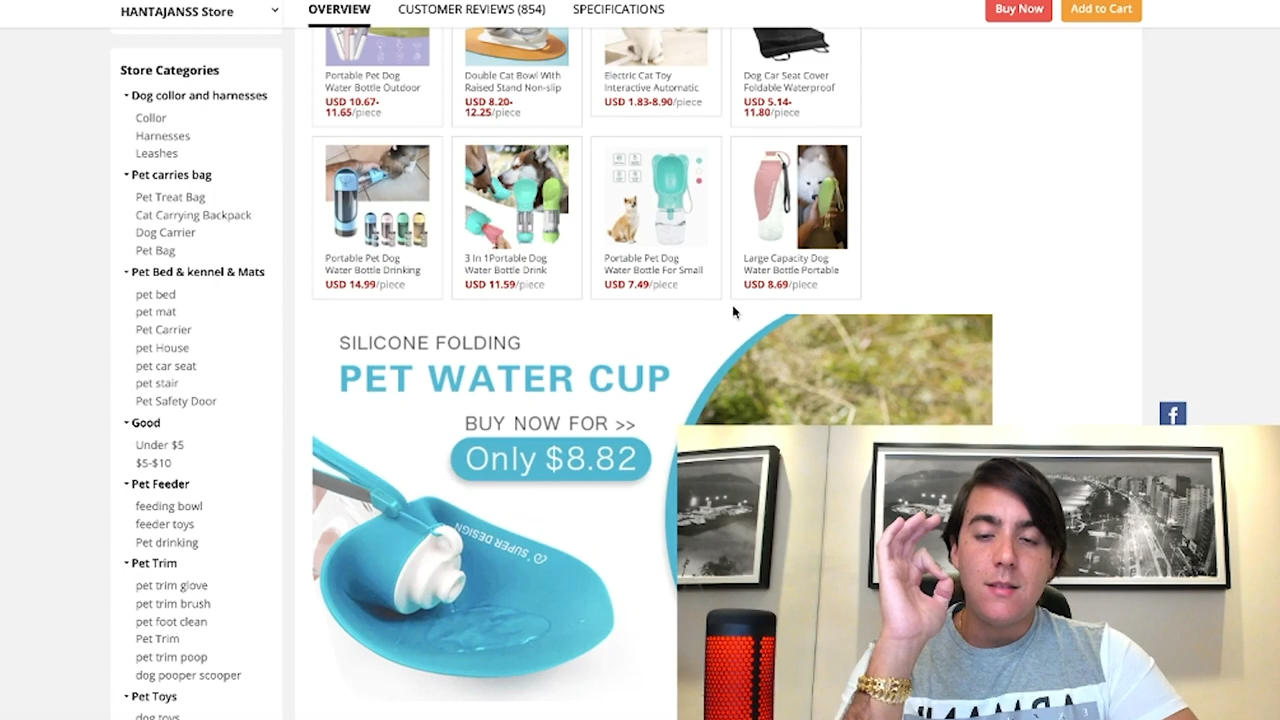 HANTAJANSS Store
OVERVIEW
CUSTOMER REVIEWS (854)
SPECIFICATIONS
Buy Now
Add to Cart
Store Categories
Dog collor and harnesses
Collor
Harnesses
Leashes
Pet carries bag
Pet Treat Bag
Cat Carrying Backpack
Dog Carrier
Pet Bag
Pet Bed & kennel & Mats
pet bed
pet mat
Pet Carrier
pet House
pet car seat
pet stair
Pet Safety Door
Good
Under $5
$5-$10
Pet Feeder
feeding bowl
feeder toys
Pet drinking
Pet Trim
pet trim glove
pet trim brush
pet foot clean
Pet Trim
pet trim poop
dog pooper scooper
Pet Toys
dog toys
Portable Pet Dog
Water Bottle Outdoor
USD 10.67-
11.65/piece
Double Cat Bowl With
Raised Stand Non-slip
USD 8.20-
12.25/piece
Electric Cat Toy
Interactive Automatic
USD 1.83-8.90/piece
Dog Car Seat Cover
Foldable Waterproof
USD 5.14-
11.80/piece
Portable Pet Dog
Water Bottle Drinking
USD 14.99/piece
3 In 1Portable Dog
Water Bottle Drink
USD 11.59/piece
Portable Pet Dog
Water Bottle For Small
USD 7.49/piece
Large Capacity Dog
Water Bottle Portable
USD 8.69/piece
SILICONE FOLDING
PET WATER CUP
BUY NOW FOR >>
Only $8.82
SUPER DESIGN
f